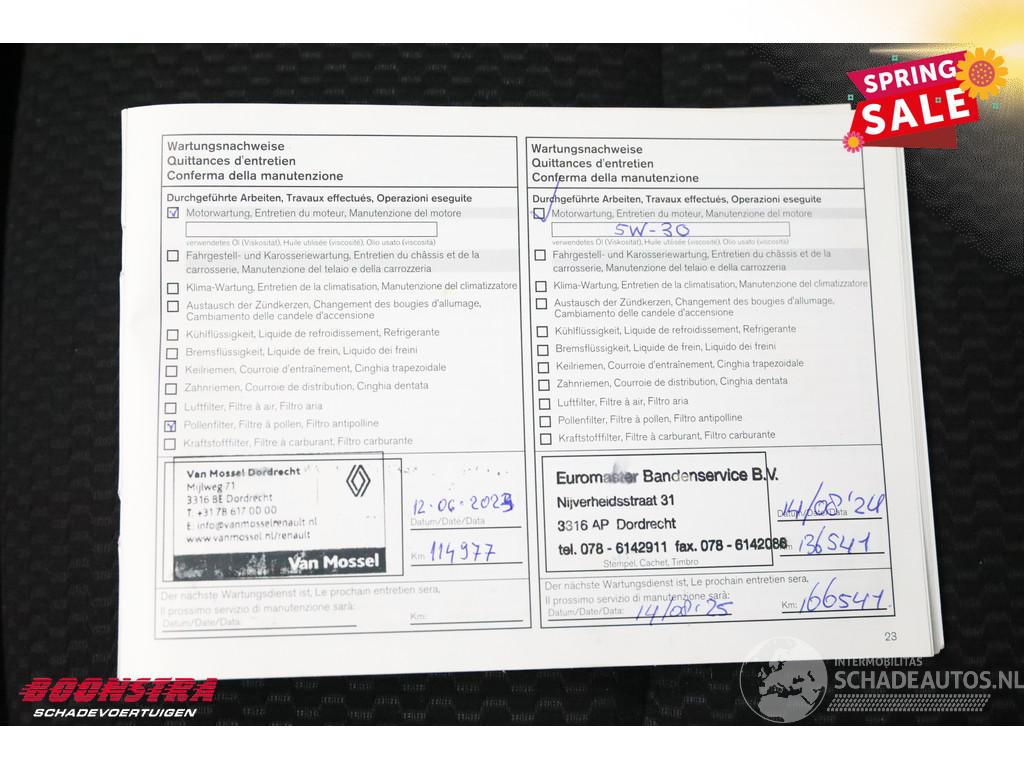 SPRING
SALE
Wartungsnachweise
Quittances d'entretien
Conferma della manutenzione
Durchgeführte Arbeiten, Travaux effectués, Operazioni eseguite
Motorwartung, Entretien du moteur, Manutenzione del motore
verwendetes Öl (Viskosität), Huile utilisée (viscosité), Olio usato (viscosità)
Fahrgestell- und Karosseriewartung, Entretien du châssis et de la
carrosserie, Manutenzione del telaio e della carrozzeria
Klima-Wartung, Entretien de la climatisation, Manutenzione del climatizzatore
Austausch der Zündkerzen, Changement des bougies d'allumage,
Cambiamento delle candele d'accensione
Kühlflüssigkeit, Liquide de refroidissement, Refrigerante
Bremsflüssigkeit, Liquide de frein, Liquido dei freini
Keilriemen, Courroie d'entraînement, Cinghia trapezoidale
Zahnriemen, Courroie de distribution, Cinghia dentata
Luftfilter, Filtre à air, Filtro aria
Pollenfilter, Filtre à pollen, Filtro antipolline
Kraftstofffilter, Filtre à carburant, Filtro carburante
Van Mossel Dordrecht
Mijlweg 71
3316 BE Dordrecht
T: +31 78 617 00 00
E: info@vanmosselrenault.nl
www.vanmossel.nl/renault
Van Mossel
12-06-2023
Datum/Date/Data
Km: 114977
Der nächste Wartungsdienst ist, Le prochain entretien sera,
Il prossimo servizio di manutenzione sarà:
Datum/Date/Data:
Km:
Wartungsnachweise
Quittances d'entretien
Conferma della manutenzione
Durchgeführte Arbeiten, Travaux effectués, Operazioni eseguite
Motorwartung, Entretien du moteur, Manutenzione del motore
5W-30
verwendetes Öl (Viskosität), Huile utilisée (viscosité), Olio usato (viscosità)
Fahrgestell- und Karosseriewartung, Entretien du châssis et de la
carrosserie, Manutenzione del telaio e della carrozzeria
Klima-Wartung, Entretien de la climatisation, Manutenzione del climatizzatore
Austausch der Zündkerzen, Changement des bougies d'allumage,
Cambiamento delle candele d'accensione
Kühlflüssigkeit, Liquide de refroidissement, Refrigerante
Bremsflüssigkeit, Liquide de frein, Liquido dei freini
Keilriemen, Courroie d'entraînement, Cinghia trapezoidale
Zahnriemen, Courroie de distribution, Cinghia dentata
Luftfilter, Filtre à air, Filtro aria
Pollenfilter, Filtre à pollen, Filtro antipolline
Kraftstofffilter, Filtre à carburant, Filtro carburante
Euromaster Bandenservice B.V.
Nijverheidsstraat 31
3316 AP Dordrecht
tel. 078 - 6142911 fax. 078 - 6142086
Stempel, Cachet, Timbro
14/08'24
Datum/Date/Data
Km 136541
Der nächste Wartungsdienst ist, Le prochain entretien sera,
Il prossimo servizio di manutenzione sarà:
Datum/Date/Data: 14/08/25
Km: 166541
23
BOONSTRA
SCHADEVOERTUIGEN
INTERMOBILITAS
SCHADEAUTOS.NL